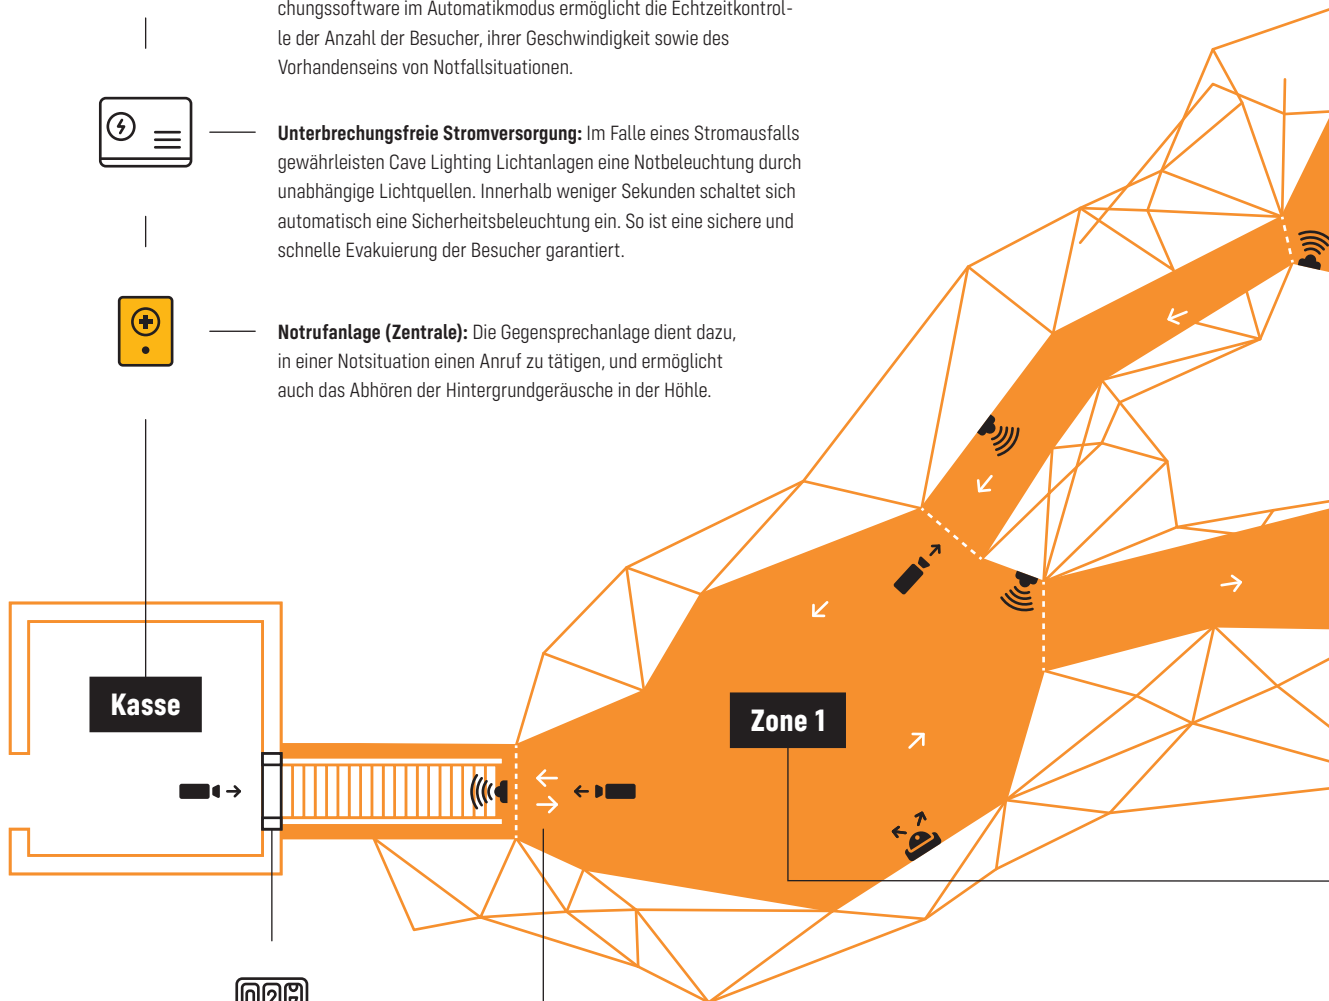 chungssoftware im Automatikmodus ermöglicht die Echtzeitkontrol-
le der Anzahl der Besucher, ihrer Geschwindigkeit sowie des
Vorhandenseins von Notfallsituationen.
Unterbrechungsfreie Stromversorgung: Im Falle eines Stromausfalls
gewährleisten Cave Lighting Lichtanlagen eine Notbeleuchtung durch
unabhängige Lichtquellen. Innerhalb weniger Sekunden schaltet sich
automatisch eine Sicherheitsbeleuchtung ein. So ist eine sichere und
schnelle Evakuierung der Besucher garantiert.
Notrufanlage (Zentrale): Die Gegensprechanlage dient dazu,
in einer Notsituation einen Anruf zu tätigen, und ermöglicht
auch das Abhören der Hintergrundgeräusche in der Höhle.
Kasse
Zone 1